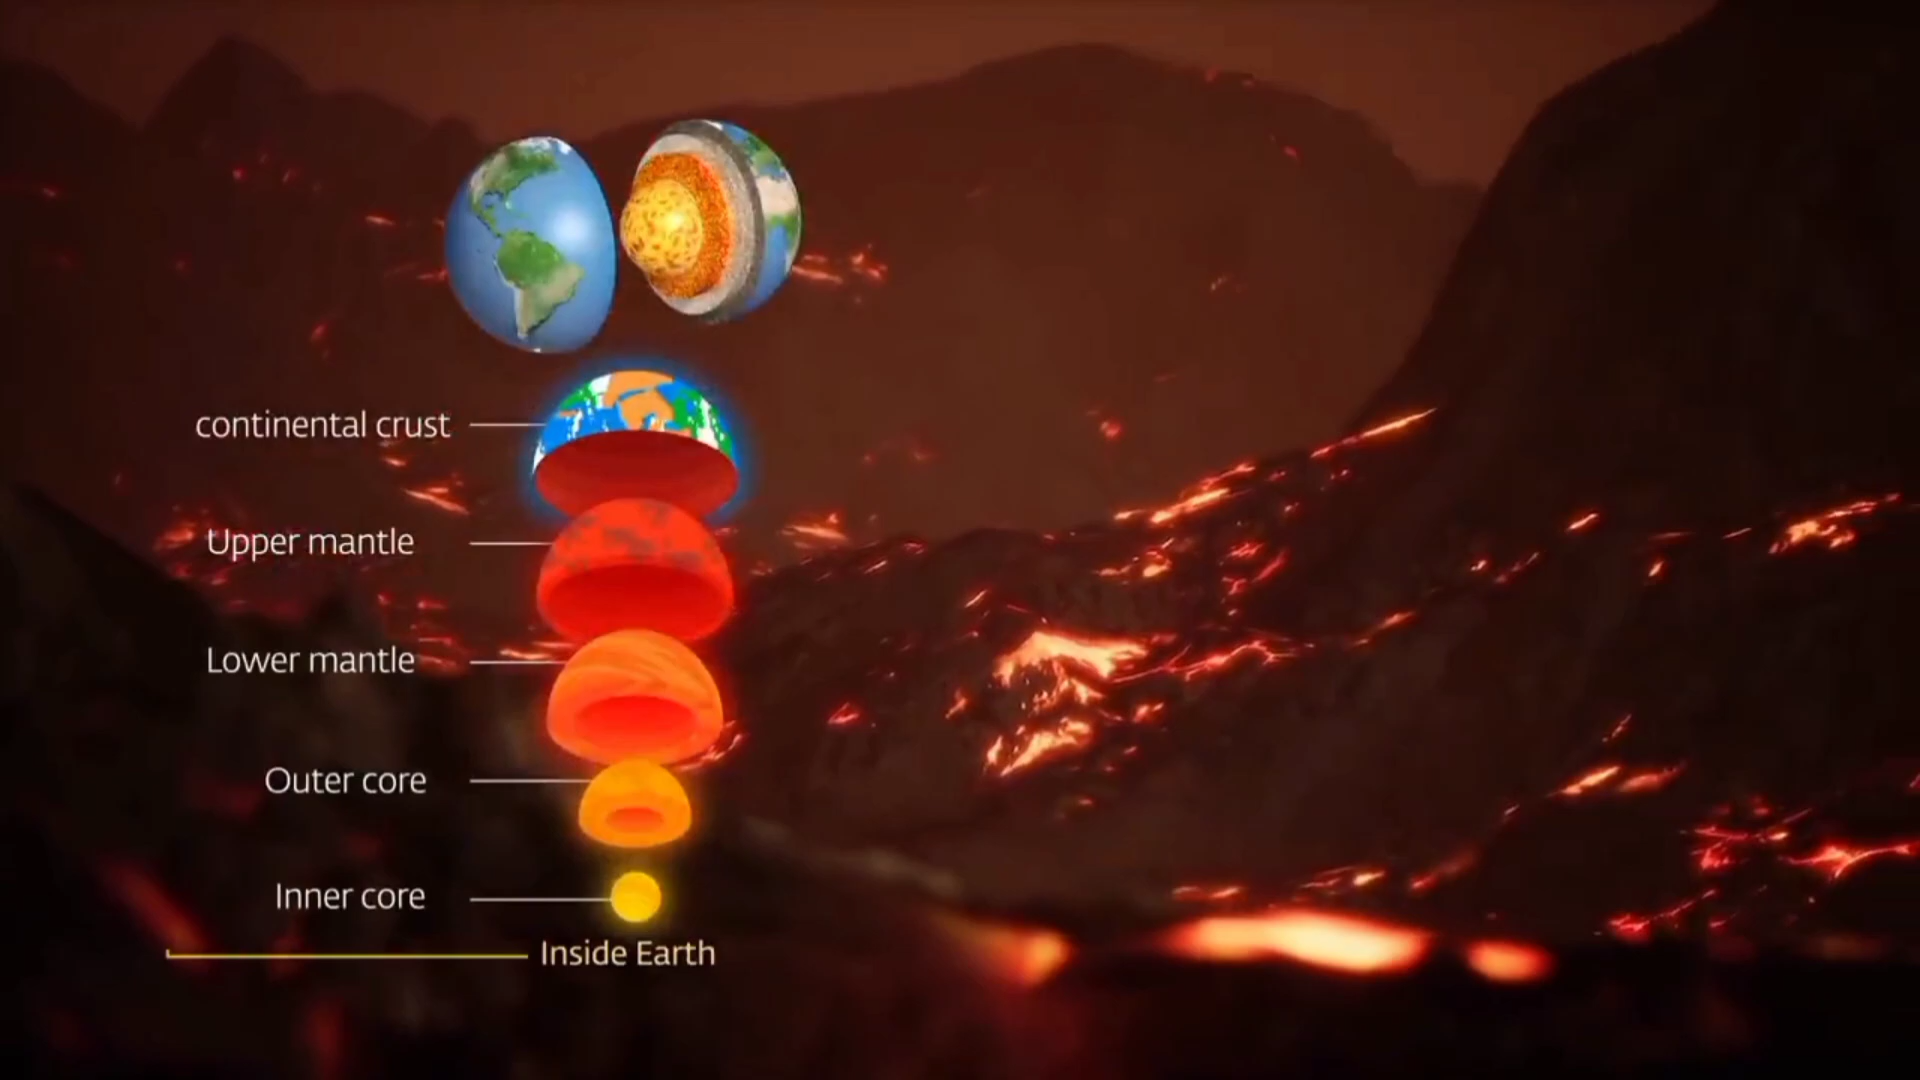 continental crust
Upper mantle
Lower mantle
Outer core
Inner core
Inside Earth